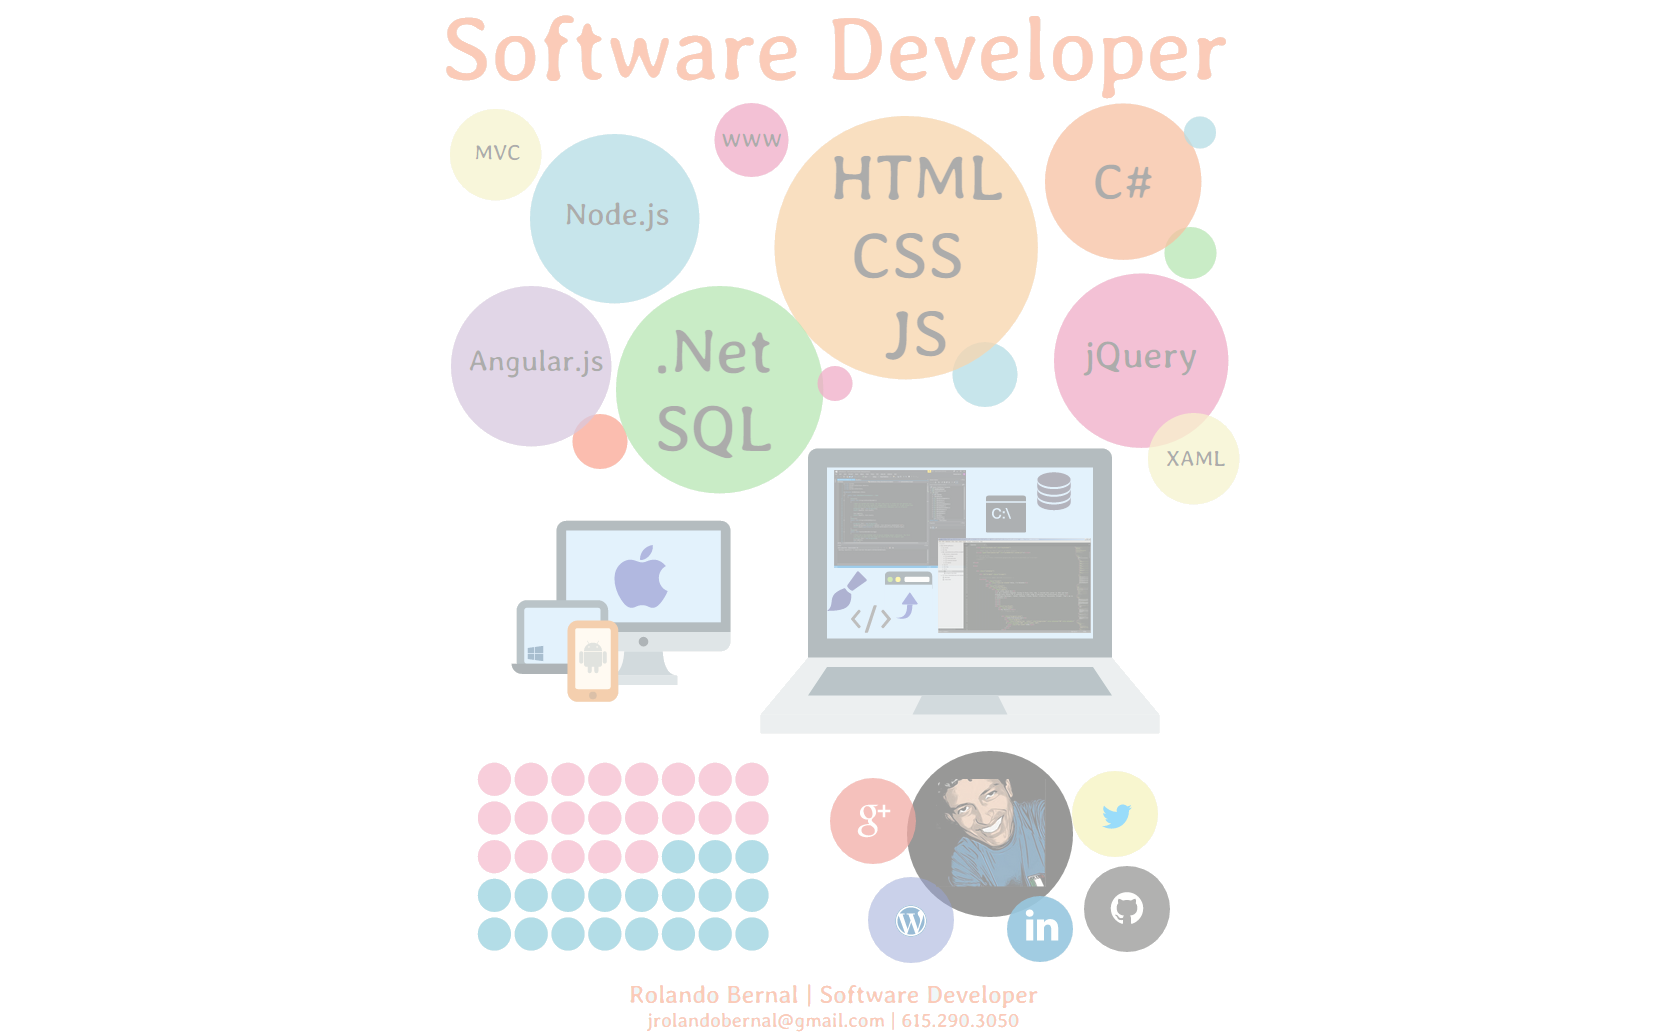 Software Developer
MVC
www
Node.js
HTML
CSS
JS
C#
Angular.js
.Net
SQL
jQuery
XAML
C:\
</>
g+
W
in
Rolando Bernal | Software Developer
jrolandobernal@gmail.com | 615.290.3050